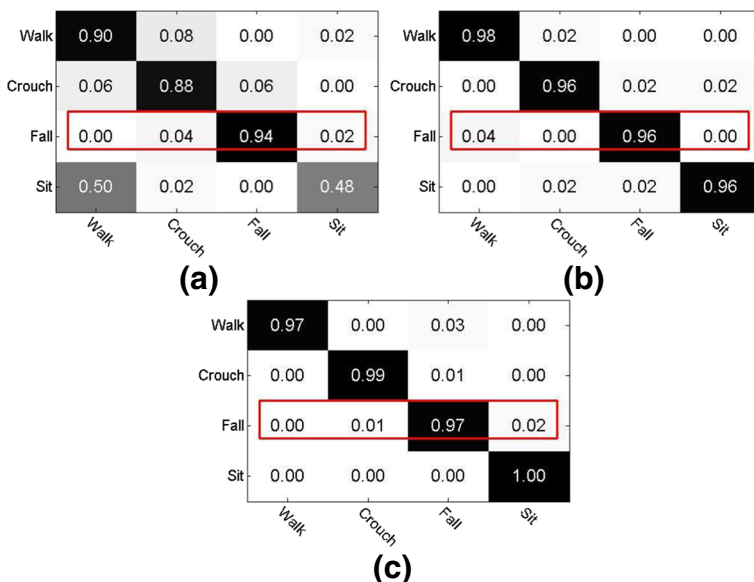 Walk 0.90 0.08 0.00 0.02
Crouch 0.06 0.88 0.06 0.00
Fall 0.00 0.04 0.94 0.02
Sit 0.50 0.02 0.00 0.48
Walk Crouch Fall Sit
(a)
Walk 0.98 0.02 0.00 0.00
Crouch 0.00 0.96 0.02 0.02
Fall 0.04 0.00 0.96 0.00
Sit 0.00 0.02 0.02 0.96
Walk Crouch Fall Sit
(b)
Walk 0.97 0.00 0.03 0.00
Crouch 0.00 0.99 0.01 0.00
Fall 0.00 0.01 0.97 0.02
Sit 0.00 0.00 0.00 1.00
Walk Crouch Fall Sit
(c)